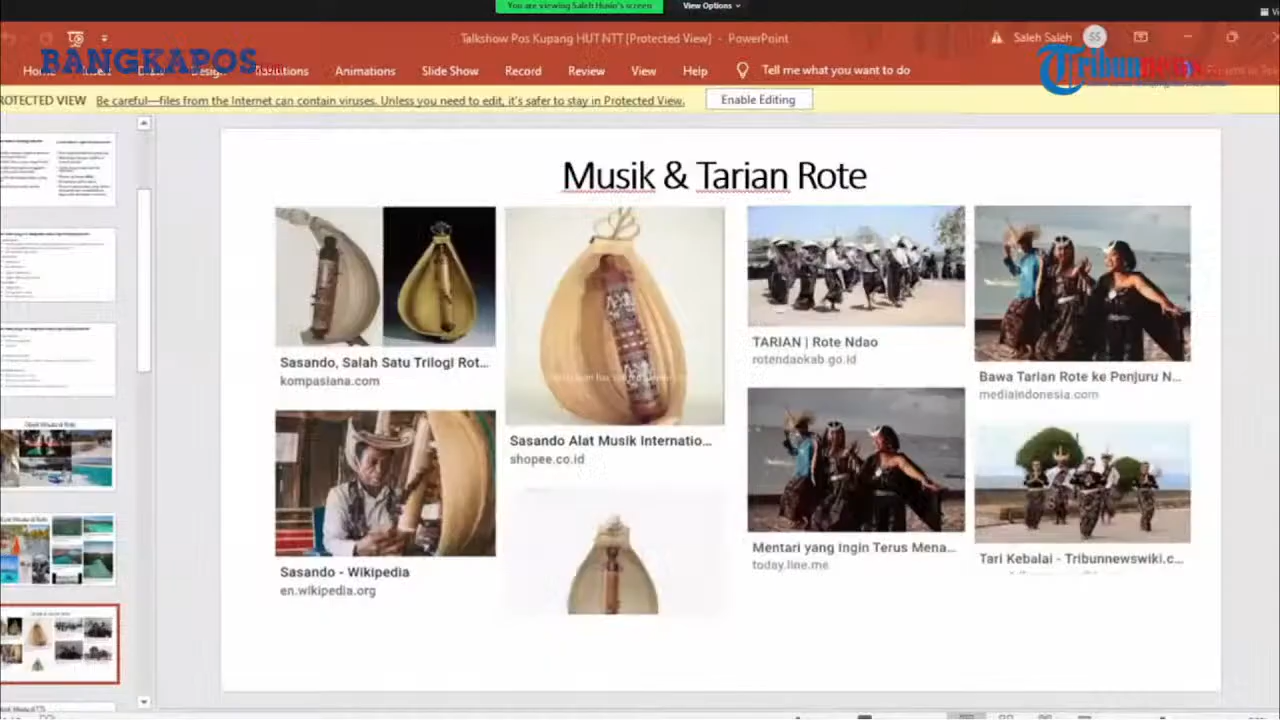 You are viewing Saleh Husin's screen
View Options
Talkshow Pos Kupang HUT NTT [Protected View] - PowerPoint
Saleh Saleh
SS
BANGKAPOS
Tribunnews
Animations
Slide Show
Record
Review
View
Help
Tell me what you want to do
ROTECTED VIEW
Be careful—files from the Internet can contain viruses. Unless you need to edit, it's safer to stay in Protected View.
Enable Editing
Musik & Tarian Rote
Sasando, Salah Satu Trilogi Rot...
kompasiana.com
Sasando - Wikipedia
en.wikipedia.org
Sasando Alat Musik Internatio...
shopee.co.id
TARIAN | Rote Ndao
rotendaokab.go.id
Mentari yang Ingin Terus Mena...
today.line.me
Bawa Tarian Rote ke Penjuru N...
mediaindonesia.com
Tari Kebalai - Tribunnewswiki.c...